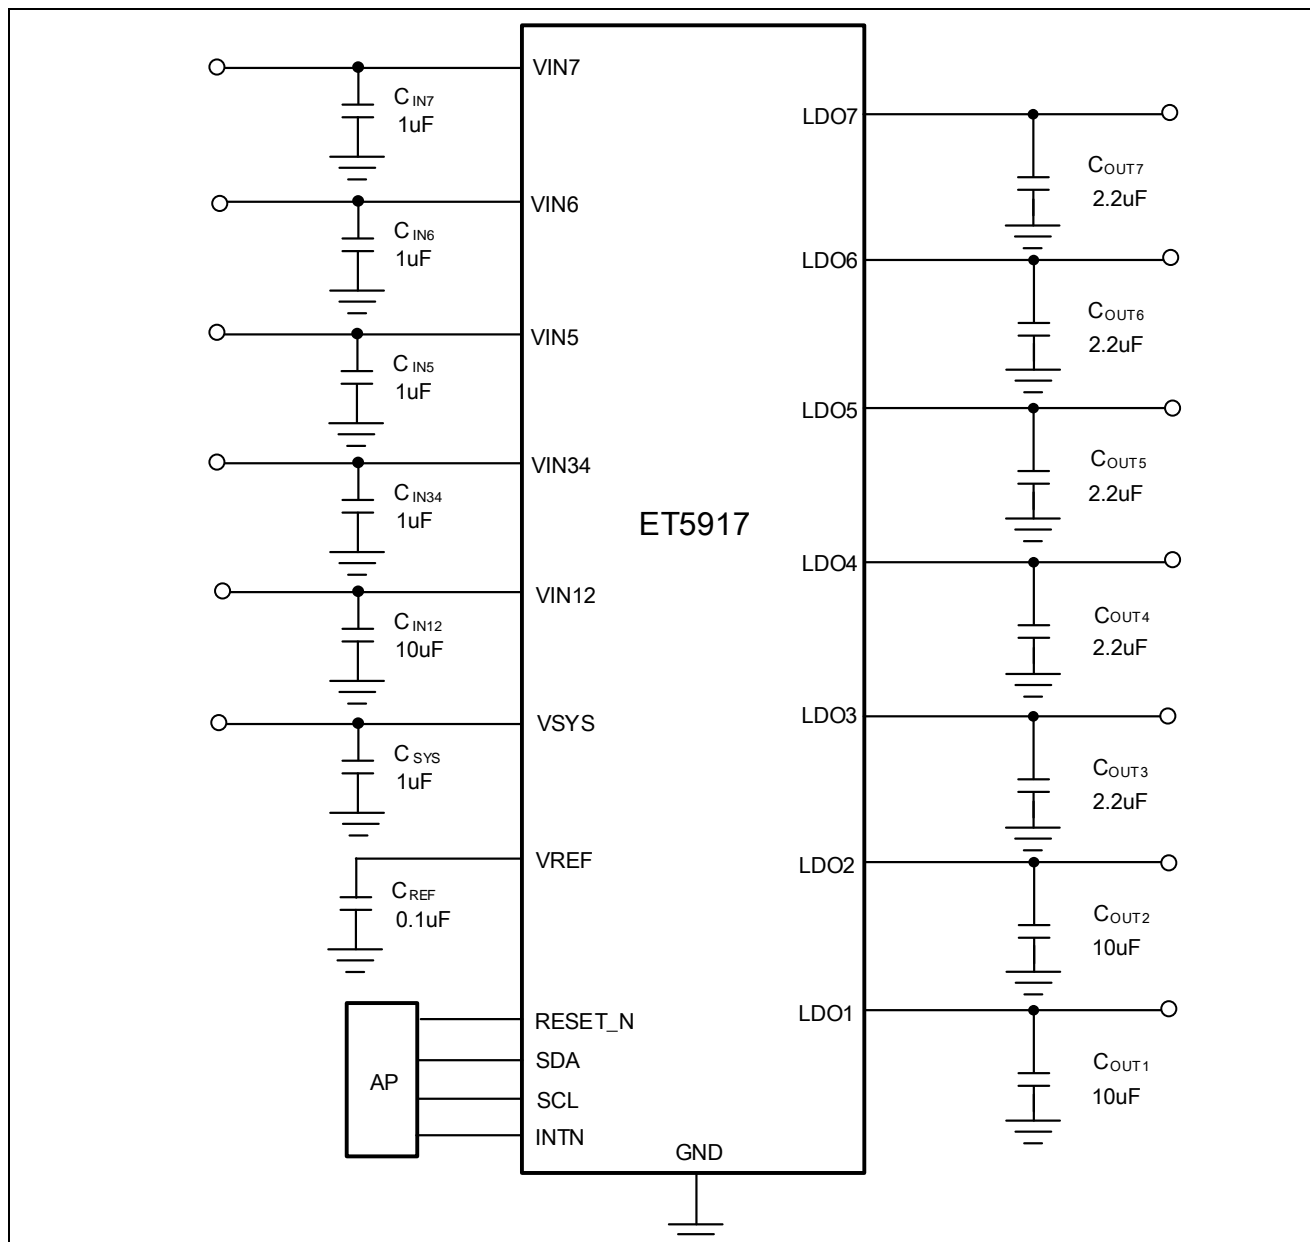 VIN7
CIN7
1uF
VIN6
CIN6
1uF
VIN5
CIN5
1uF
VIN34
CIN34
1uF
VIN12
CIN12
10uF
VSYS
CSYS
1uF
VREF
CREF
0.1uF
AP
RESET_N
SDA
SCL
INTN
ET5917
GND
LDO7
COUT7
2.2uF
LDO6
COUT6
2.2uF
LDO5
COUT5
2.2uF
LDO4
COUT4
2.2uF
LDO3
COUT3
2.2uF
LDO2
COUT2
10uF
LDO1
COUT1
10uF